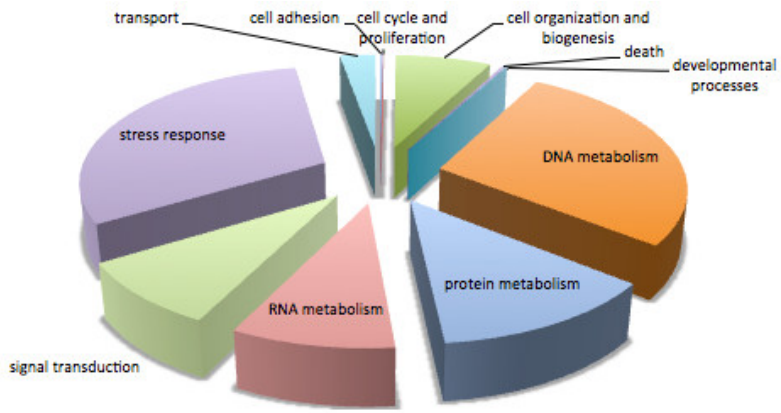 transport
cell adhesion
cell cycle and
proliferation
cell organization and
biogenesis
death
developmental
processes
stress response
DNA metabolism
protein metabolism
RNA metabolism
signal transduction